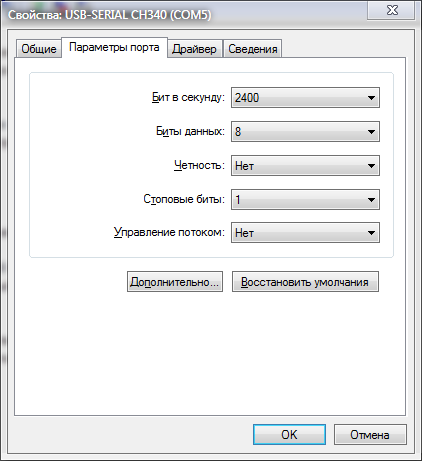 Свойства: USB-SERIAL CH340 (COM5)
Общие Параметры порта Драйвер Сведения
Бит в секунду: 2400
Биты данных: 8
Четность: Нет
Стоповые биты: 1
Управление потоком: Нет
Дополнительно... Восстановить умолчания
OK Отмена